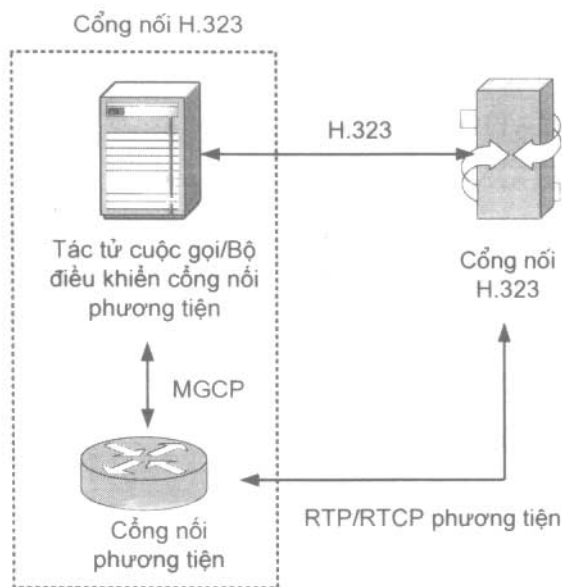 Cổng nối H.323
H.323
Tác tử cuộc gọi/Bộ
điều khiển cổng nối
phương tiện
Cổng nối
H.323
MGCP
RTP/RTCP phương tiện
Cổng nối
phương tiện